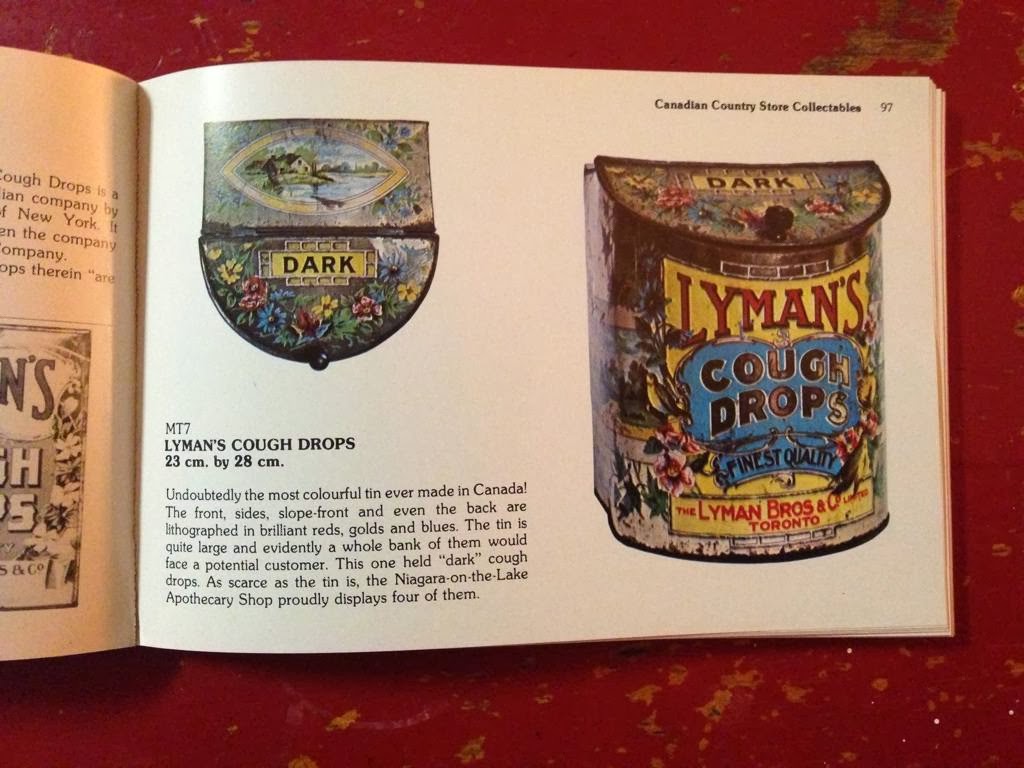 Cough Drops is a
lian company by
of New York. It
en the company
Company.
ops therein "are
N'S
GH
PS
S & Co
Canadian Country Store Collectables 97
DARK
MT7
LYMAN'S COUGH DROPS
23 cm. by 28 cm.
Undoubtedly the most colourful tin ever made in Canada!
The front, sides, slope-front and even the back are
lithographed in brilliant reds, golds and blues. The tin is
quite large and evidently a whole bank of them would
face a potential customer. This one held "dark" cough
drops. As scarce as the tin is, the Niagara-on-the-Lake
Apothecary Shop proudly displays four of them.
DARK
LYMAN'S
COUGH
DROPS
FINEST QUALITY
THE LYMAN BROS & Co LIMITED
TORONTO